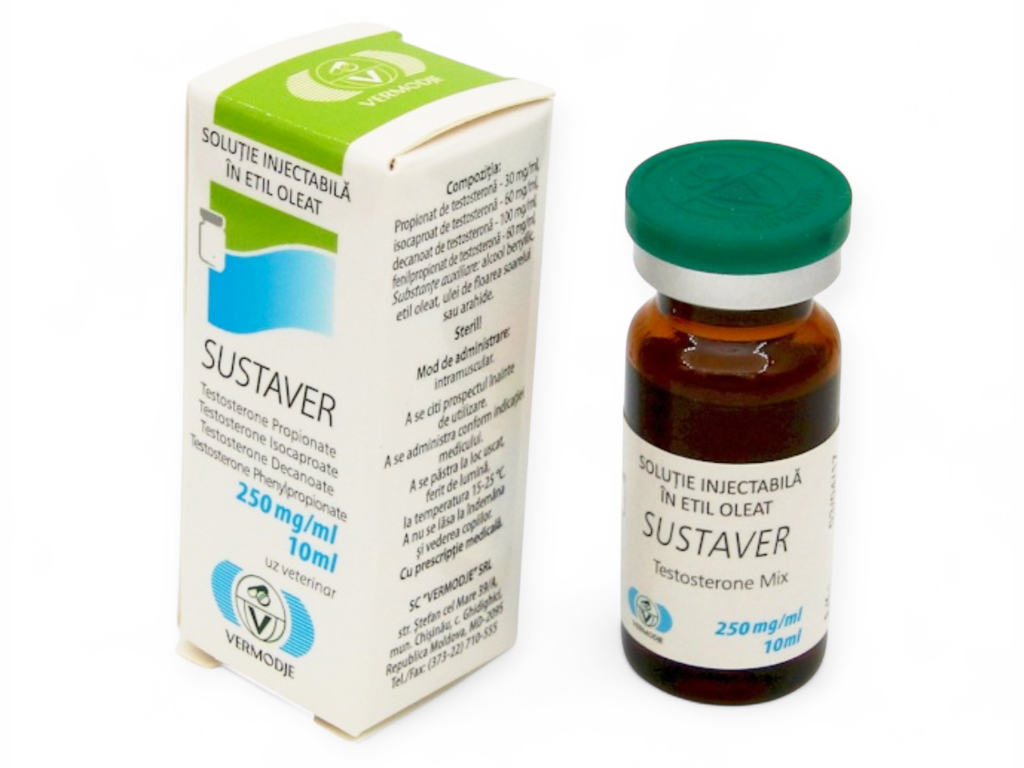 VERMODJE
SOLUȚIE INJECTABILĂ
ÎN ETIL OLEAT
SUSTAVER
Testosterone Propionate
Testosterone Isocaproate
Testosterone Decanoate
Testosterone Phenylpropionate
250 mg/ml
10ml
uz veterinar
V
VERMODJE
Compoziția:
Propionat de testosteronă - 30 mg/ml,
isocaproat de testosteronă - 60 mg/ml,
decanoat de testosteronă - 100 mg/ml,
fenilpropionat de testosteronă - 60 mg/ml
Substanțe auxiliare: alcool benzilic,
etil oleat, ulei de floarea soarelui
sau arahide.
Steril!
Mod de administrare:
intramuscular.
A se citi prospectul înainte
de utilizare.
A se administra conform indicației
medicului.
A se păstra la loc uscat,
ferit de lumină,
la temperatura 15-25 °C.
A nu se lăsa la îndemâna
și vederea copiilor.
Cu prescripție medicală.
SC "VERMODJE" SRL
str. Ștefan cel Mare 39/A,
mun. Chișinău, c. Ghidighici,
Republica Moldova, MD-2095
Tel./Fax: (373-22) 710-555
SOLUȚIE INJECTABILĂ
ÎN ETIL OLEAT
SUSTAVER
Testosterone Mix
250 mg/ml
10ml
VERMODJE